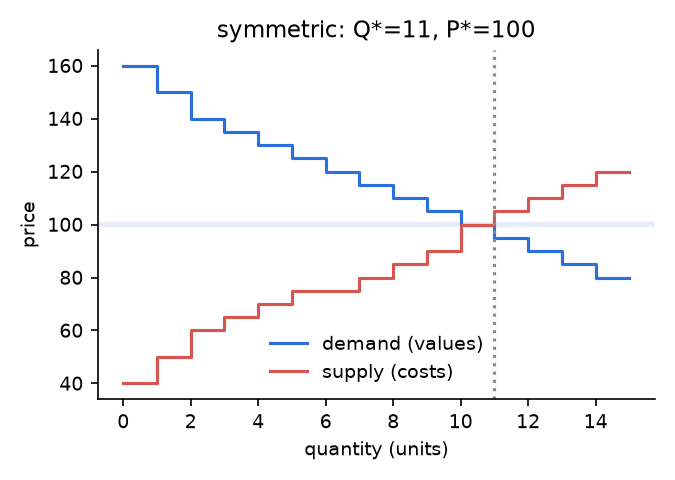 symmetric: Q*=11, P*=100
160
140
120
100
80
60
40
price
demand (values)
supply (costs)
0 2 4 6 8 10 12 14
quantity (units)